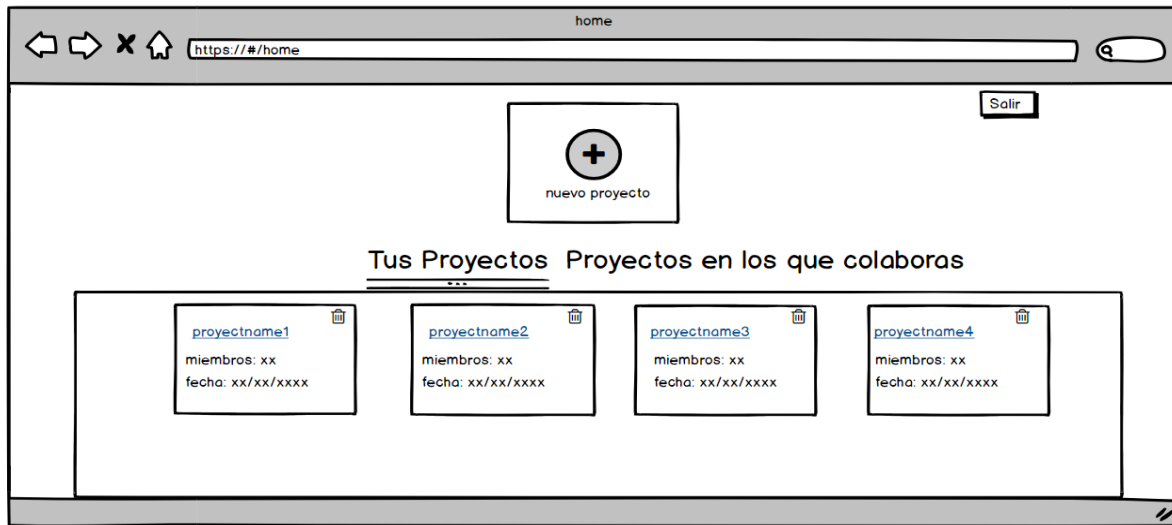 home
https://#/home
Salir
nuevo proyecto
Tus Proyectos Proyectos en los que colaboras
proyectname1
miembros: xx
fecha: xx/xx/xxxx
proyectname2
miembros: xx
fecha: xx/xx/xxxx
proyectname3
miembros: xx
fecha: xx/xx/xxxx
proyectname4
miembros: xx
fecha: xx/xx/xxxx